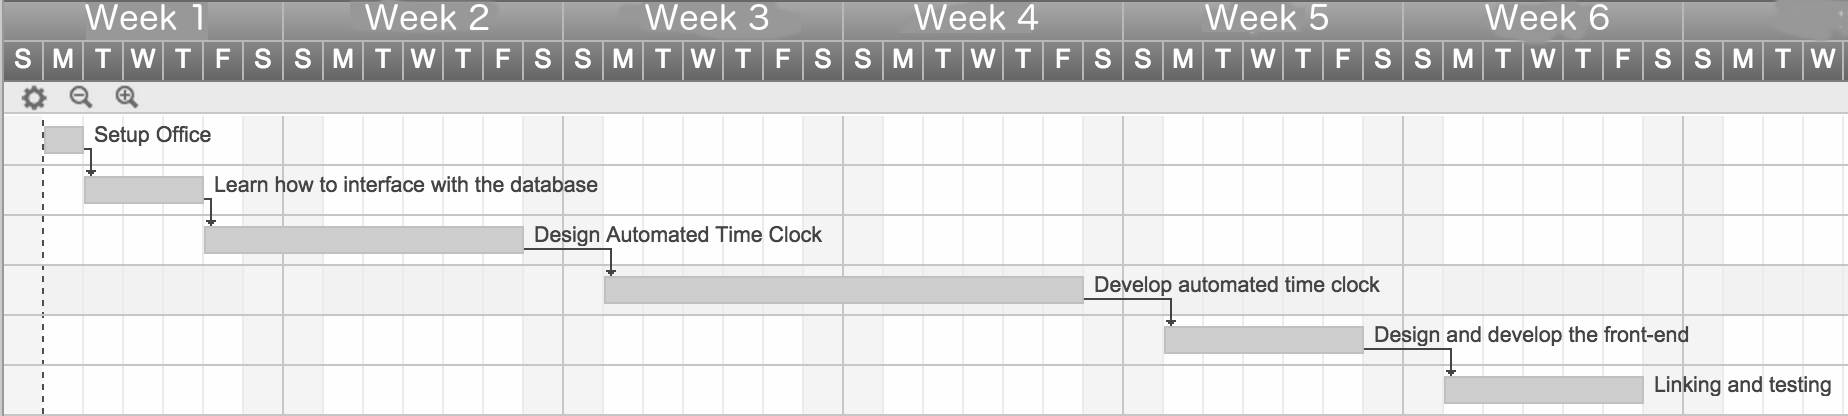 Week 1 Week 2 Week 3 Week 4 Week 5 Week 6
S M T W T F S S M T W T F S S M T W T F S S M T W T F S S M T W T F S S M T W T F S S M T W
Setup Office
Learn how to interface with the database
Design Automated Time Clock
Develop automated time clock
Design and develop the front-end
Linking and testing